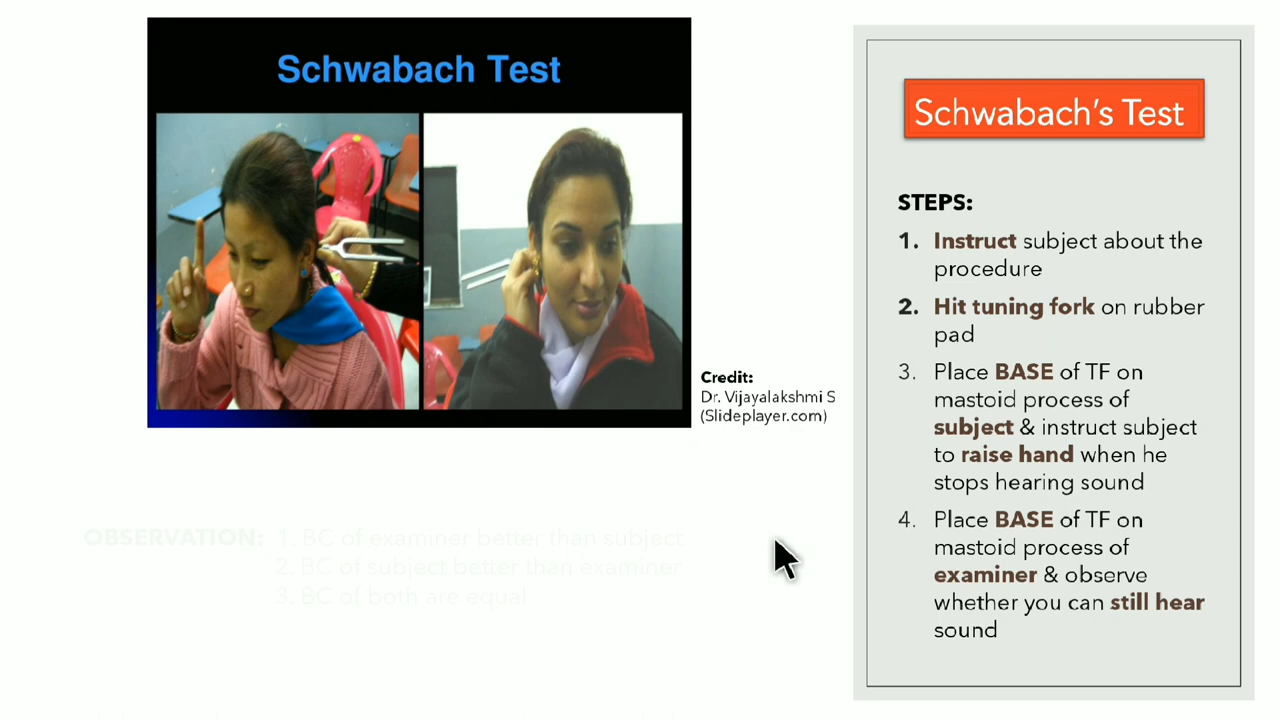 Schwabach Test
Credit:
Dr. Vijayalakshmi S
(Slideplayer.com)
OBSERVATION: 1. BC of examiner better than subject
2. BC of subject better than examiner
3. BC of both are equal
Schwabach's Test
STEPS:
1. Instruct subject about the
procedure
2. Hit tuning fork on rubber
pad
3. Place BASE of TF on
mastoid process of
subject & instruct subject
to raise hand when he
stops hearing sound
4. Place BASE of TF on
mastoid process of
examiner & observe
whether you can still hear
sound